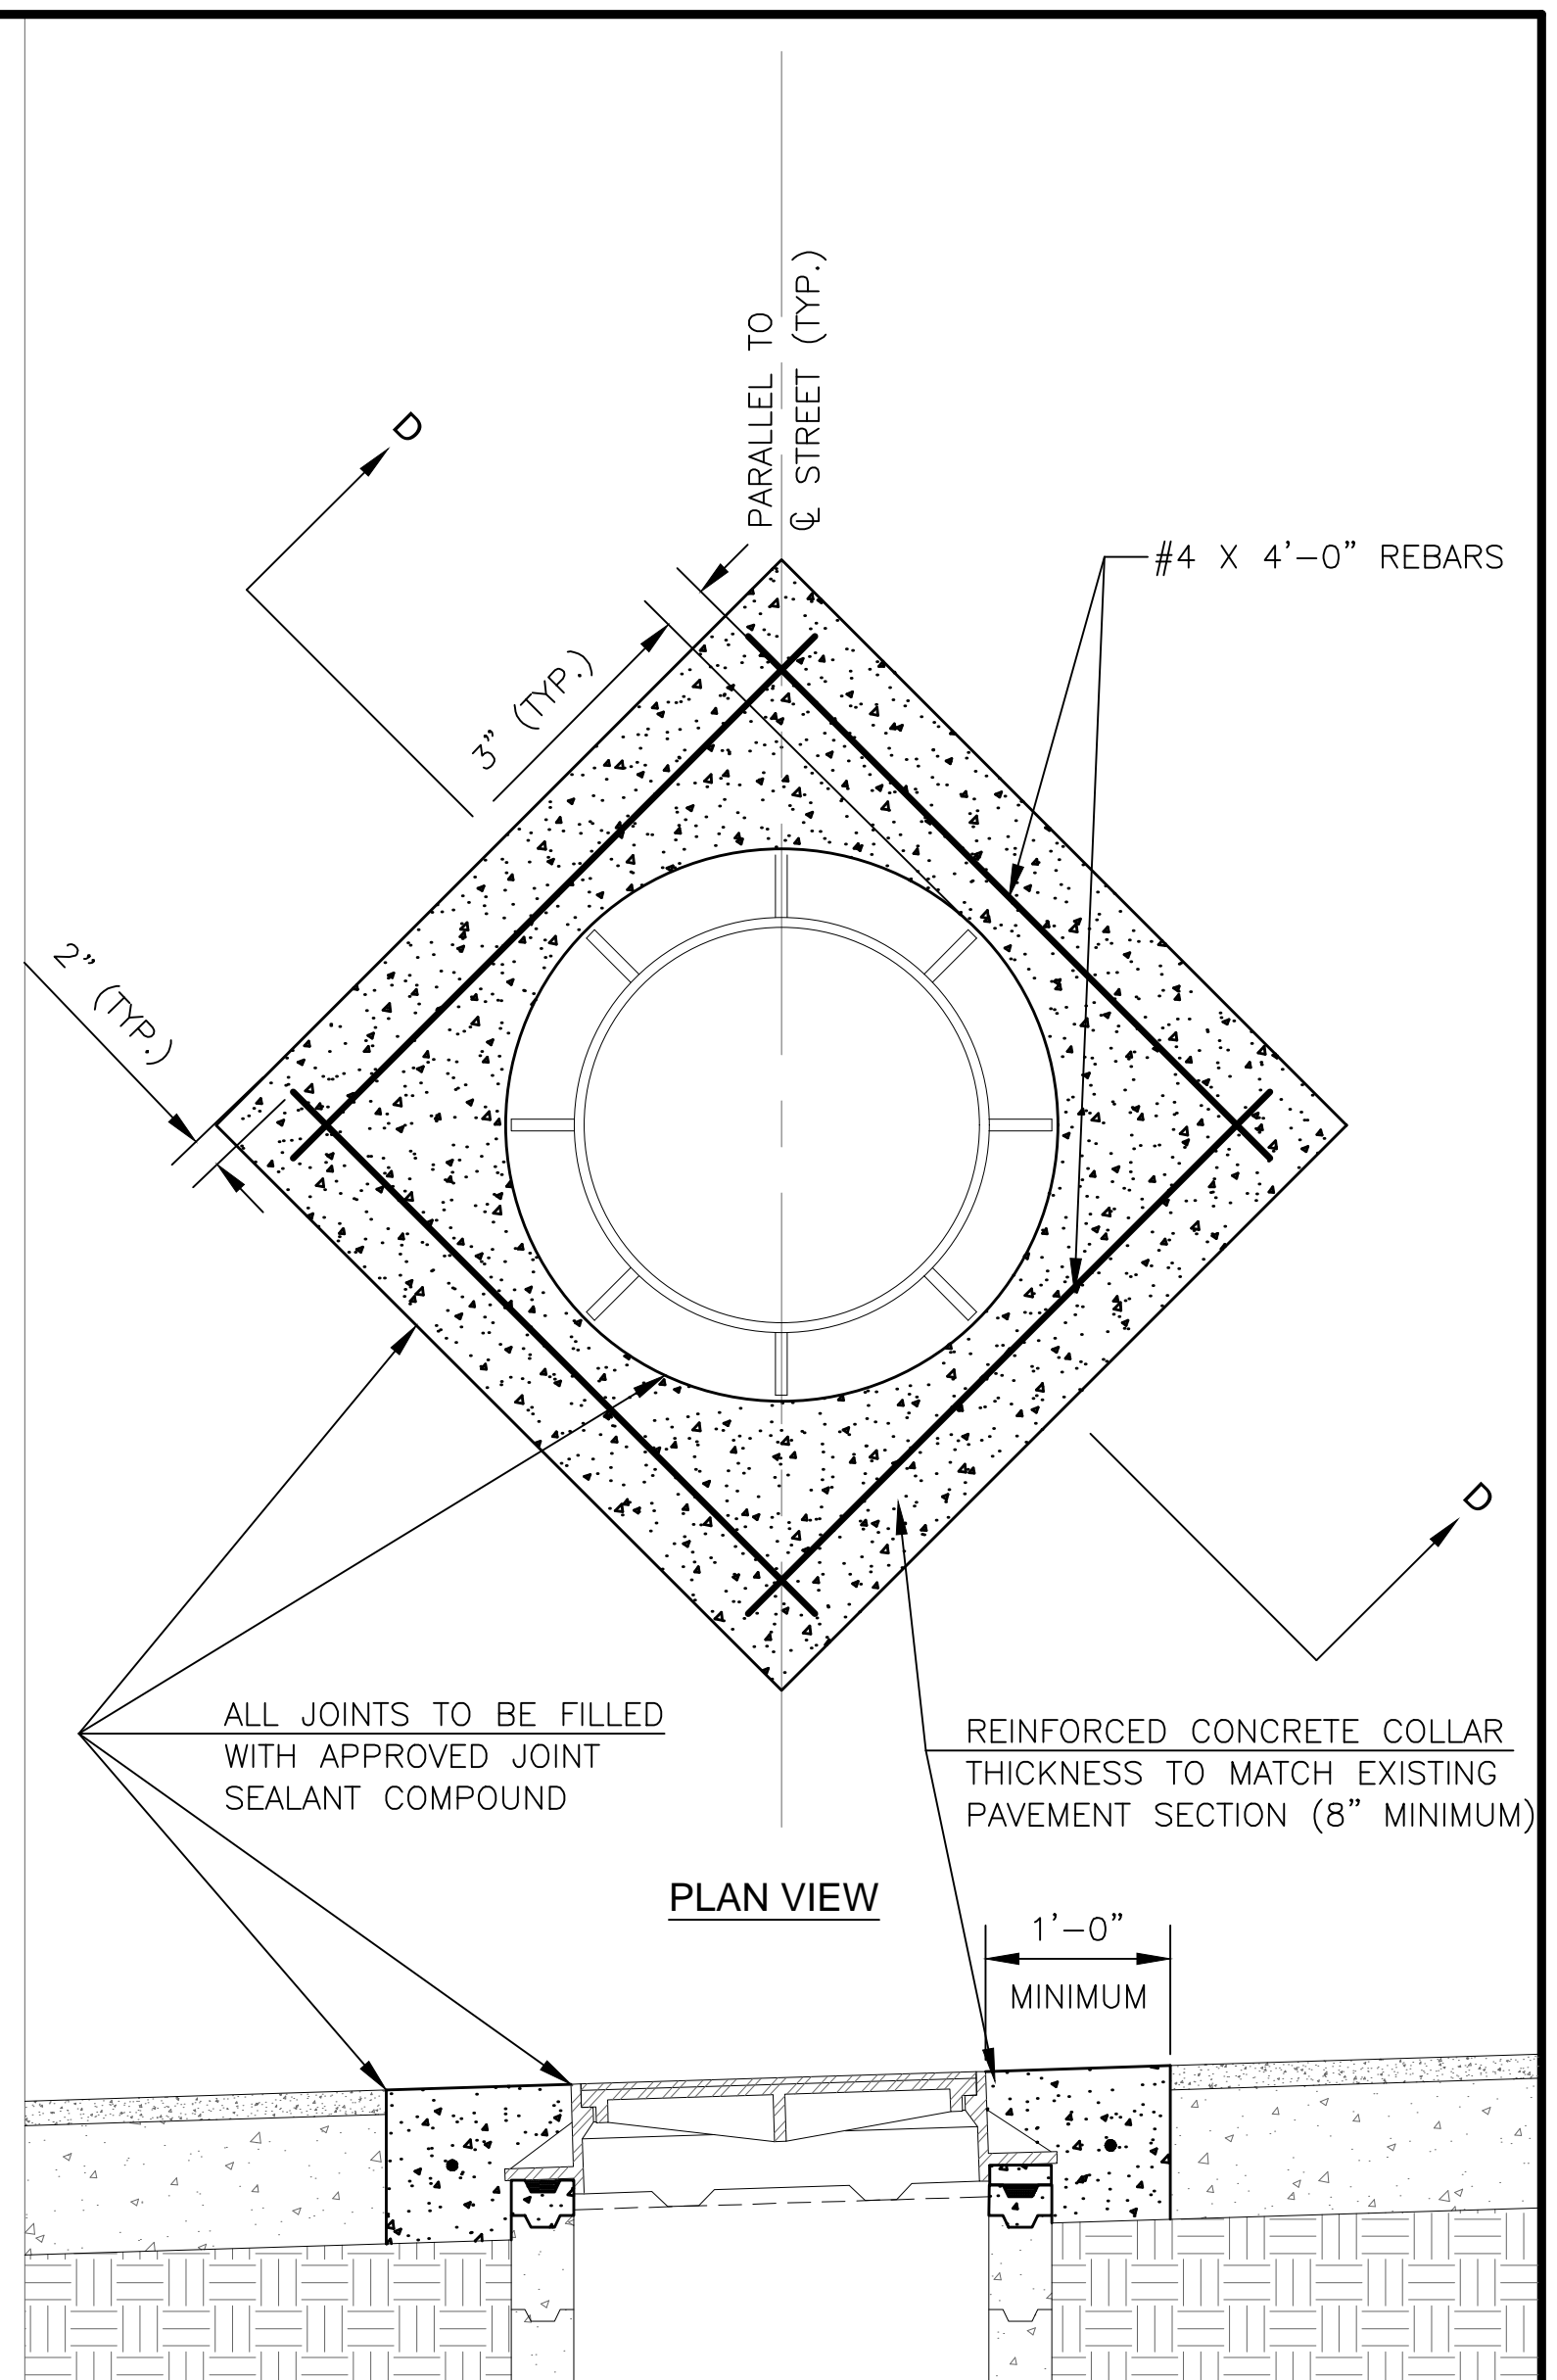 PARALLEL TO
℄ STREET (TYP.)
D
#4 X 4'-0" REBARS
3" (TYP.)
2" (TYP.)
D
ALL JOINTS TO BE FILLED
WITH APPROVED JOINT
SEALANT COMPOUND
REINFORCED CONCRETE COLLAR
THICKNESS TO MATCH EXISTING
PAVEMENT SECTION (8" MINIMUM)
PLAN VIEW
1'-0"
MINIMUM